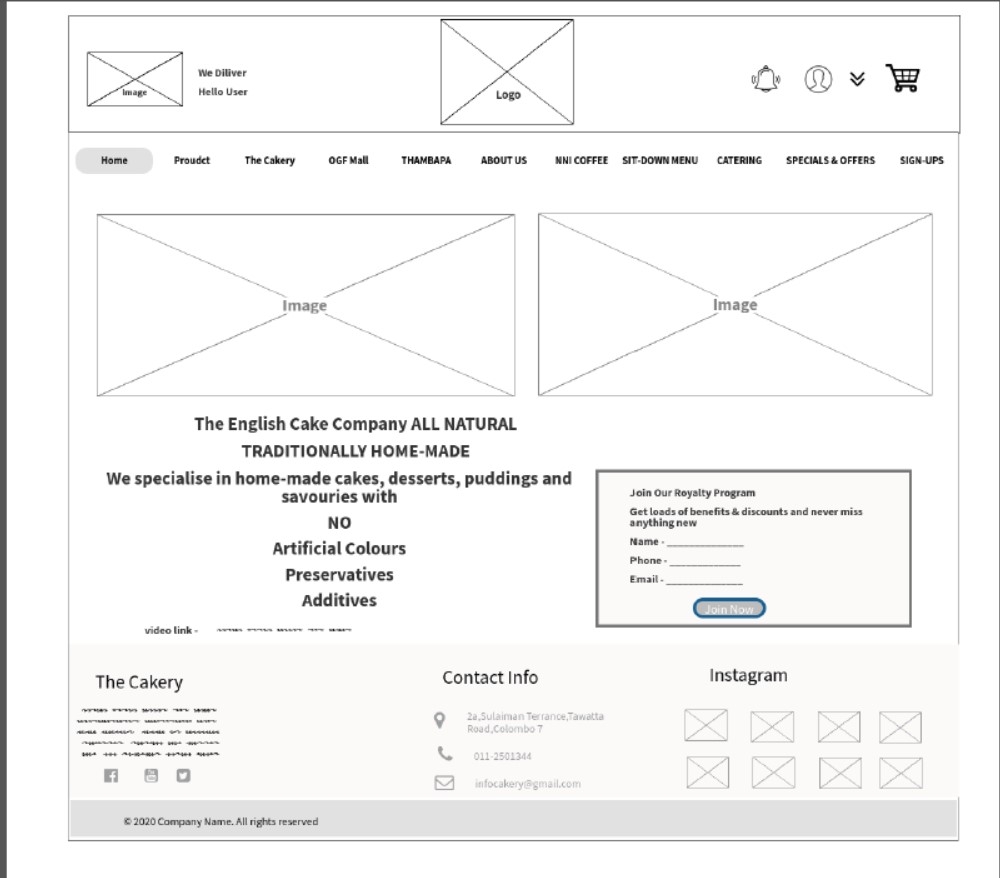 We Diliver
Image
Hello User
Logo
Home Proudct The Cakery OGF Mall THAMBAPA ABOUT US NNI COFFEE SIT-DOWN MENU CATERING SPECIALS & OFFERS SIGN-UPS
Image
Image
The English Cake Company ALL NATURAL
TRADITIONALLY HOME-MADE
We specialise in home-made cakes, desserts, puddings and
savouries with
NO
Artificial Colours
Preservatives
Additives
video link -
Join Our Royalty Program
Get loads of benefits & discounts and never miss
anything new
Name - ______________
Phone - _____________
Email - ______________
Join Now
The Cakery
Contact Info
2a,Sulaiman Terrance,Tawatta
Road,Colombo 7
011-2501344
infocakery@gmail.com
Instagram
© 2020 Company Name. All rights reserved